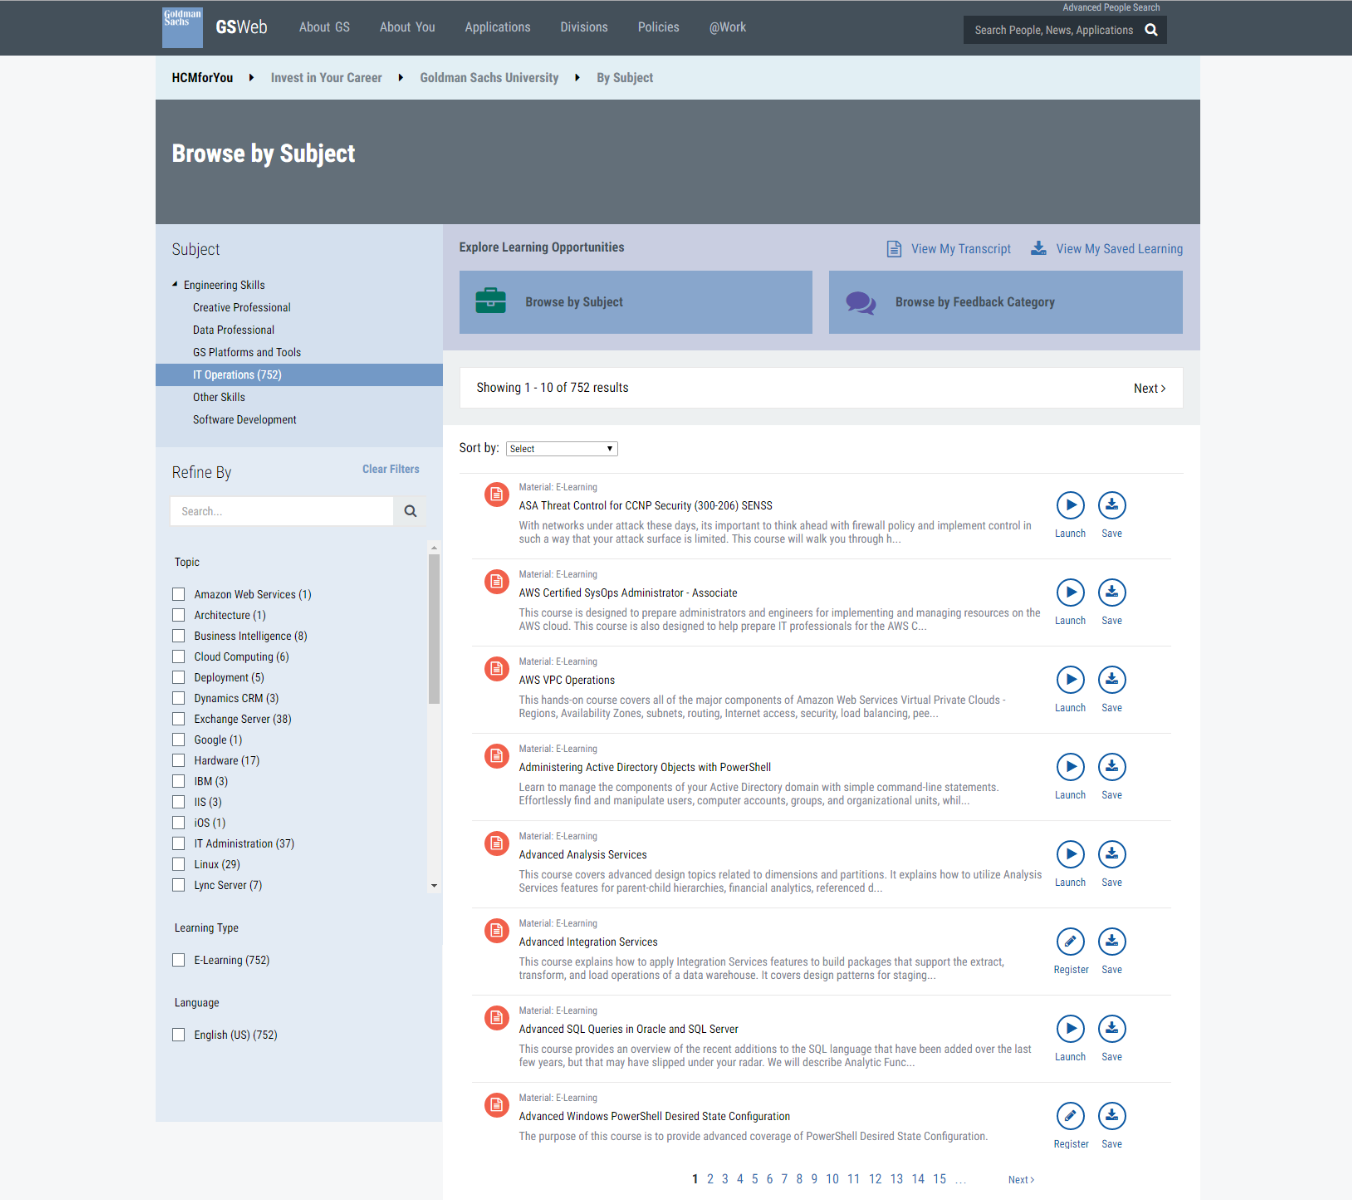 Advanced People Search
Goldman
Sachs
GSWeb
About GS
About You
Applications
Divisions
Policies
@Work
Search People, News, Applications
HCMforYou
Invest in Your Career
Goldman Sachs University
By Subject
Browse by Subject
Subject
Engineering Skills
Creative Professional
Data Professional
GS Platforms and Tools
IT Operations (752)
Other Skills
Software Development
Refine By
Clear Filters
Search...
Topic
Amazon Web Services (1)
Architecture (1)
Business Intelligence (8)
Cloud Computing (6)
Deployment (5)
Dynamics CRM (3)
Exchange Server (38)
Google (1)
Hardware (17)
IBM (3)
IIS (3)
iOS (1)
IT Administration (37)
Linux (29)
Lync Server (7)
Learning Type
E-Learning (752)
Language
English (US) (752)
Explore Learning Opportunities
View My Transcript
View My Saved Learning
Browse by Subject
Browse by Feedback Category
Showing 1 - 10 of 752 results
Next >
Sort by: Select
Material: E-Learning
ASA Threat Control for CCNP Security (300-206) SENSS
With networks under attack these days, its important to think ahead with firewall policy and implement control in
such a way that your attack surface is limited. This course will walk you through h...
Launch
Save
Material: E-Learning
AWS Certified SysOps Administrator - Associate
This course is designed to prepare administrators and engineers for implementing and managing resources on the
AWS cloud. This course is also designed to help prepare IT professionals for the AWS C...
Launch
Save
Material: E-Learning
AWS VPC Operations
This hands-on course covers all of the major components of Amazon Web Services Virtual Private Clouds -
Regions, Availability Zones, subnets, routing, Internet access, security, load balancing, pee...
Launch
Save
Material: E-Learning
Administering Active Directory Objects with PowerShell
Learn to manage the components of your Active Directory domain with simple command-line statements.
Effortlessly find and manipulate users, computer accounts, groups, and organizational units, whil...
Launch
Save
Material: E-Learning
Advanced Analysis Services
This course covers advanced design topics related to dimensions and partitions. It explains how to utilize Analysis
Services features for parent-child hierarchies, financial analytics, referenced d...
Launch
Save
Material: E-Learning
Advanced Integration Services
This course explains how to apply Integration Services features to build packages that support the extract,
transform, and load operations of a data warehouse. It covers design patterns for staging...
Register
Save
Material: E-Learning
Advanced SQL Queries in Oracle and SQL Server
This course provides an overview of the recent additions to the SQL language that have been added over the last
few years, but that may have slipped under your radar. We will describe Analytic Func...
Launch
Save
Material: E-Learning
Advanced Windows PowerShell Desired State Configuration
The purpose of this course is to provide advanced coverage of PowerShell Desired State Configuration.
Register
Save
1 2 3 4 5 6 7 8 9 10 11 12 13 14 15 ... Next >